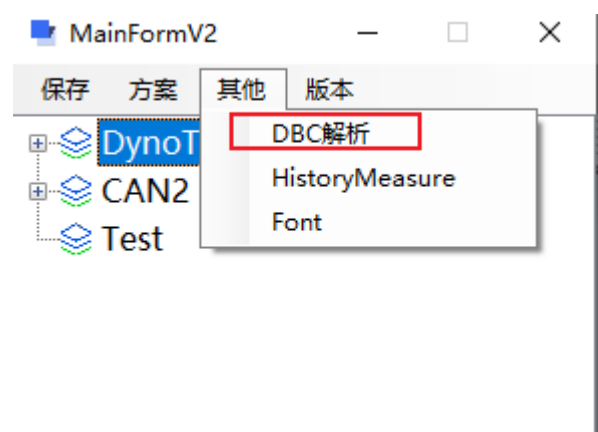 MainFormV2
保存 方案 其他 版本
DynoT
DBC解析
CAN2
HistoryMeasure
Test
Font